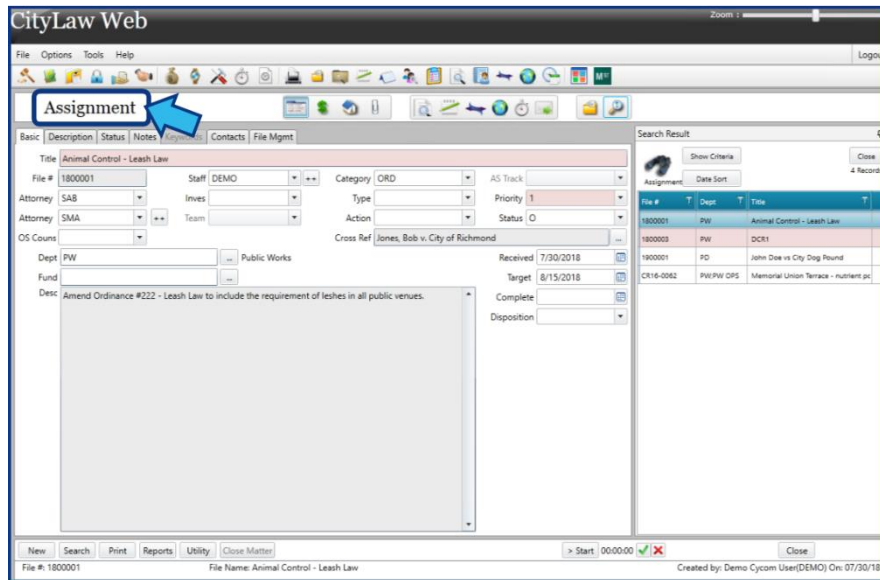 CityLaw Web
Zoom :
File Options Tools Help
Logou
Assignment
Basic Description Status Notes Keywords Contacts File Mgmt
Search Result
Title Animal Control - Leash Law
Show Criteria
Close
4 Record
File # 1800001 Staff DEMO Category ORD AS Track
Assignment
Date Sort
Attorney SAB Inves Type Priority 1
File # Dept Title
Attorney SMA Team Action Status O
1800001 PW Animal Control - Leash Law
OS Couns Cross Ref Jones, Bob v. City of Richmond ...
1800003 PW DCR1
Dept PW ... Public Works Received 7/30/2018
1900001 PD John Doe vs City Dog Pound
Fund ... Target 8/15/2018
CR16-0062 PW:PW OPS Memorial Union Terrace - nutrient pc
Desc Amend Ordinance #222 - Leash Law to include the requirement of leshes in all public venues.
Complete
Disposition
New Search Print Reports Utility Close Matter > Start 00:00:00 Close
File #: 1800001 File Name: Animal Control - Leash Law Created by: Demo Cycom User(DEMO) On: 07/30/18